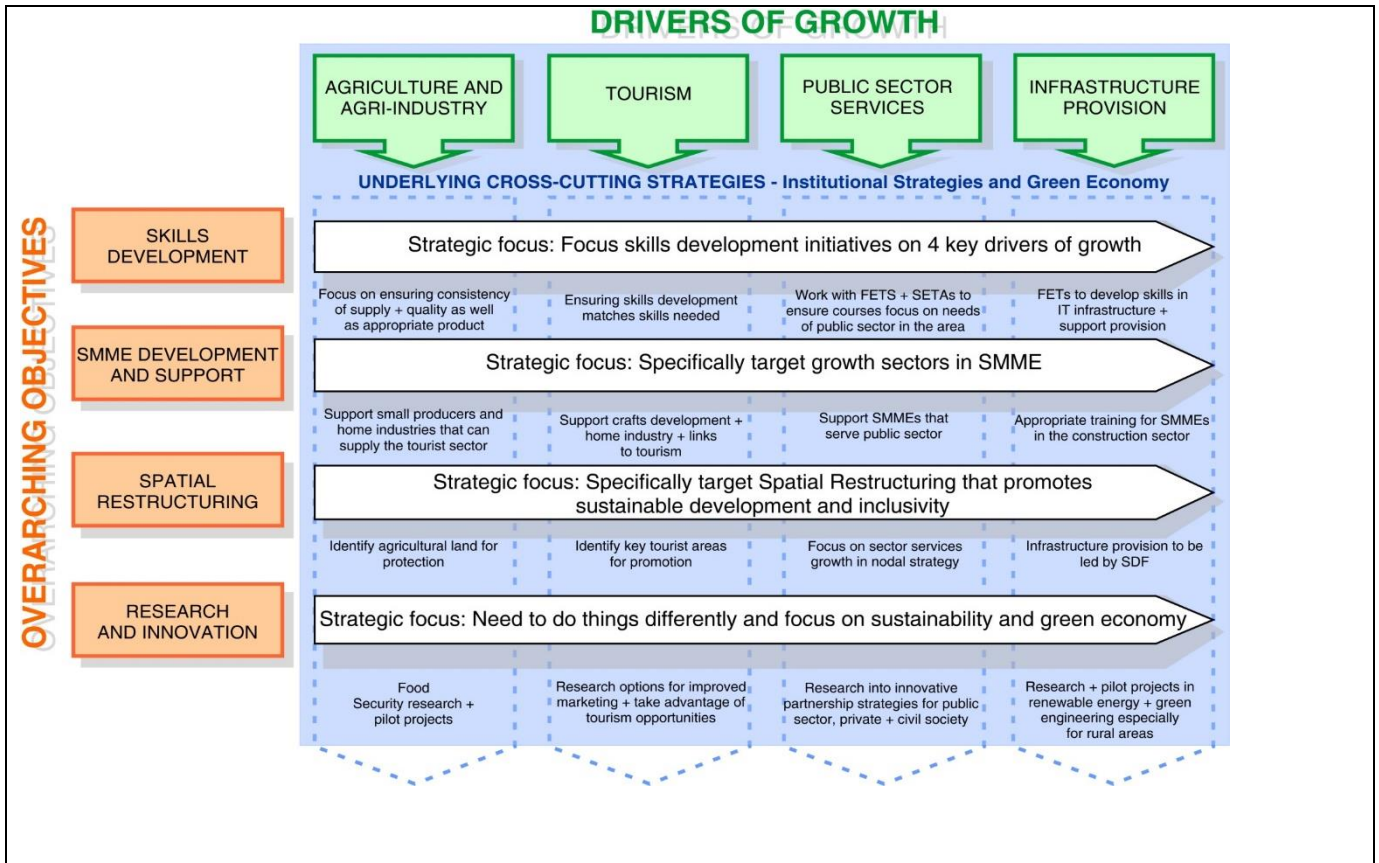 DRIVERS OF GROWTH
AGRICULTURE AND
AGRI-INDUSTRY
TOURISM
PUBLIC SECTOR
SERVICES
INFRASTRUCTURE
PROVISION
UNDERLYING CROSS-CUTTING STRATEGIES - Institutional Strategies and Green Economy
OVERARCHING OBJECTIVES
SKILLS
DEVELOPMENT
Strategic focus: Focus skills development initiatives on 4 key drivers of growth
Focus on ensuring consistency
of supply + quality as well
as appropriate product
Ensuring skills development
matches skills needed
Work with FETS + SETAs to
ensure courses focus on needs
of public sector in the area
FETs to develop skills in
IT infrastructure +
support provision
SMME DEVELOPMENT
AND SUPPORT
Strategic focus: Specifically target growth sectors in SMME
Support small producers and
home industries that can
supply the tourist sector
Support crafts development +
home industry + links
to tourism
Support SMMEs that
serve public sector
Appropriate training for SMMEs
in the construction sector
SPATIAL
RESTRUCTURING
Strategic focus: Specifically target Spatial Restructuring that promotes
sustainable development and inclusivity
Identify agricultural land for
protection
Identify key tourist areas
for promotion
Focus on sector services
growth in nodal strategy
Infrastructure provision to be
led by SDF
RESEARCH
AND INNOVATION
Strategic focus: Need to do things differently and focus on sustainability and green economy
Food
Security research +
pilot projects
Research options for improved
marketing + take advantage of
tourism opportunities
Research into innovative
partnership strategies for public
sector, private + civil society
Research + pilot projects in
renewable energy + green
engineering especially
for rural areas